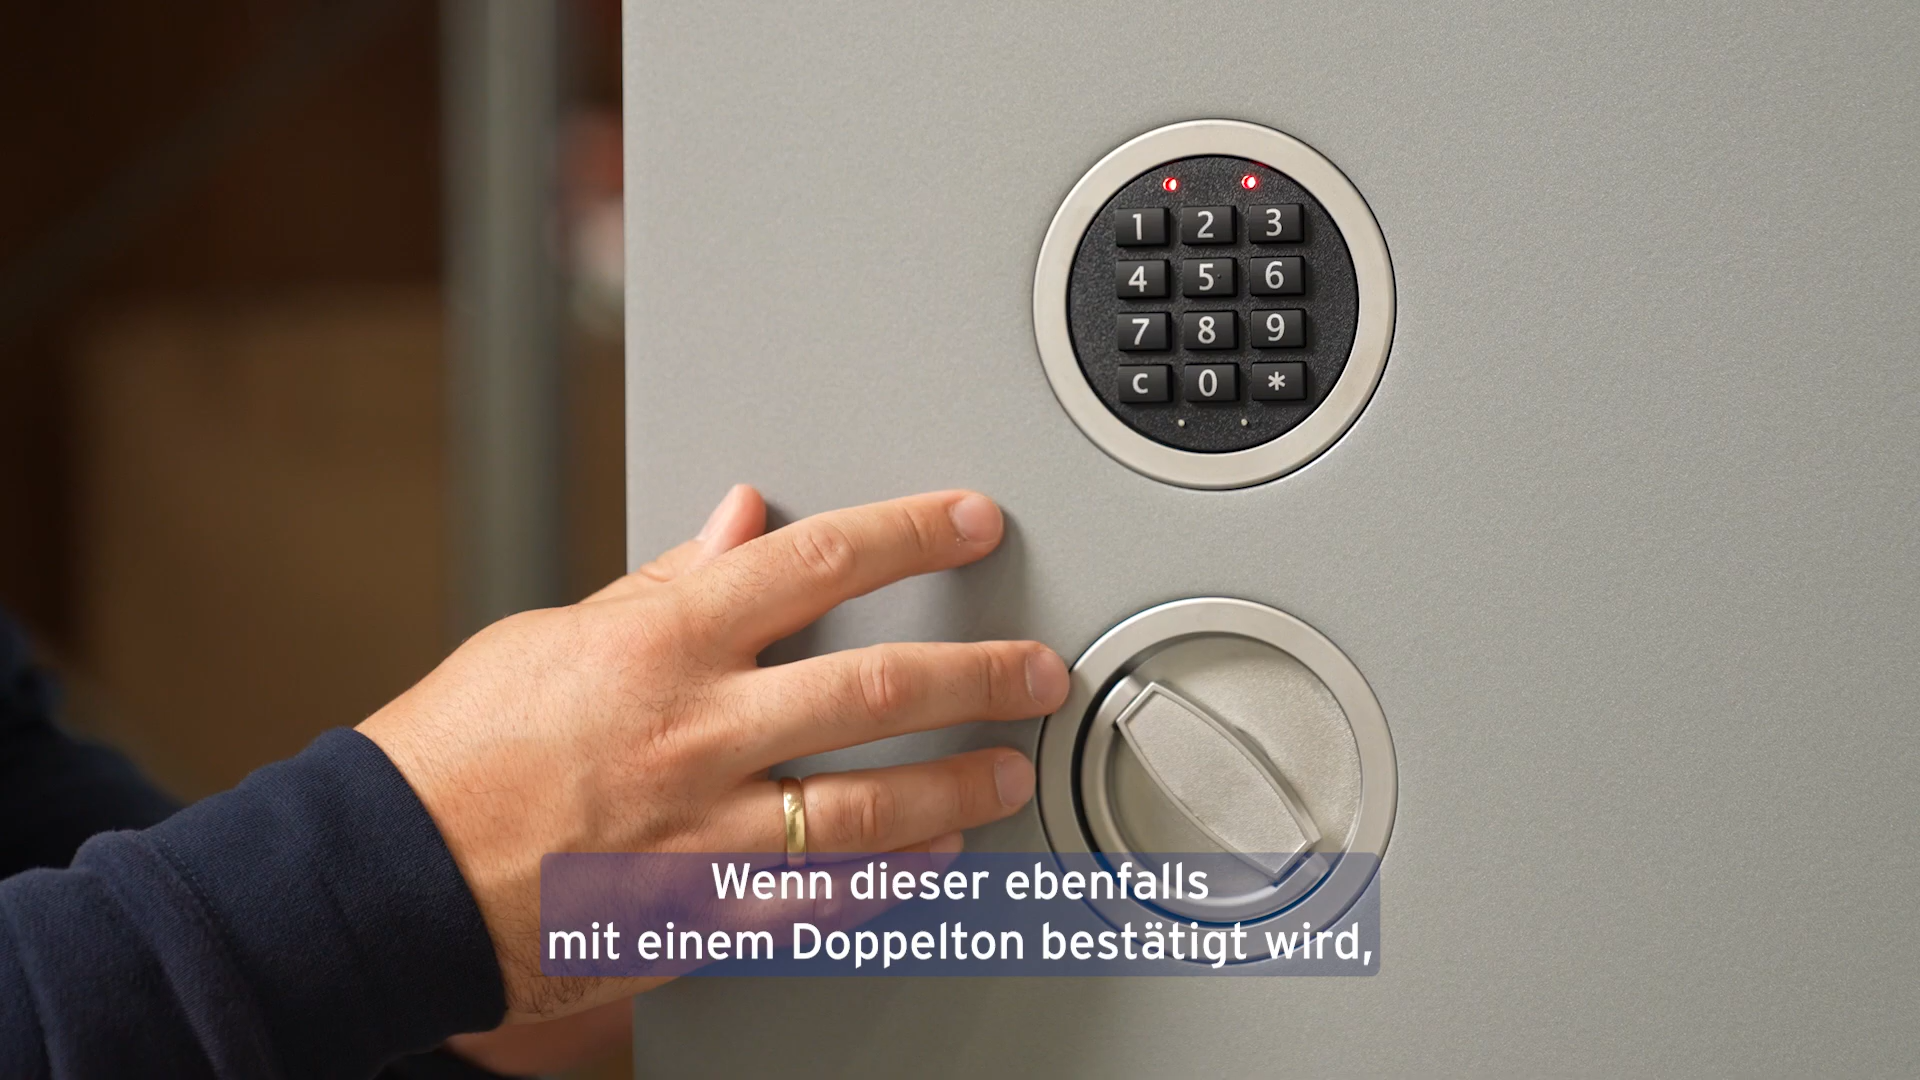 1 2 3
4 5 6
7 8 9
C 0 *
Wenn dieser ebenfalls
mit einem Doppelton bestätigt wird,